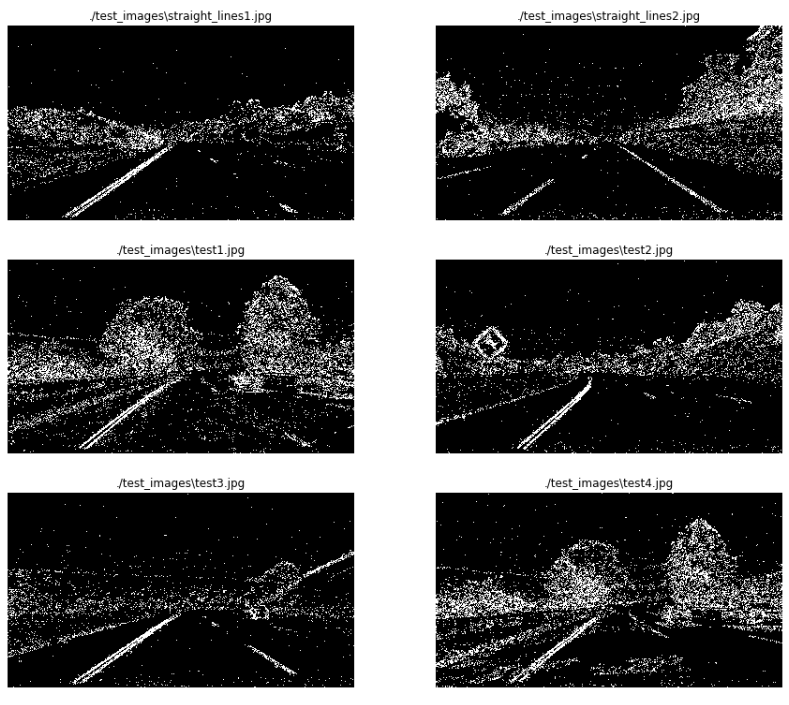 ./test_images\straight_lines1.jpg
./test_images\straight_lines2.jpg
./test_images\test1.jpg
./test_images\test2.jpg
./test_images\test3.jpg
./test_images\test4.jpg